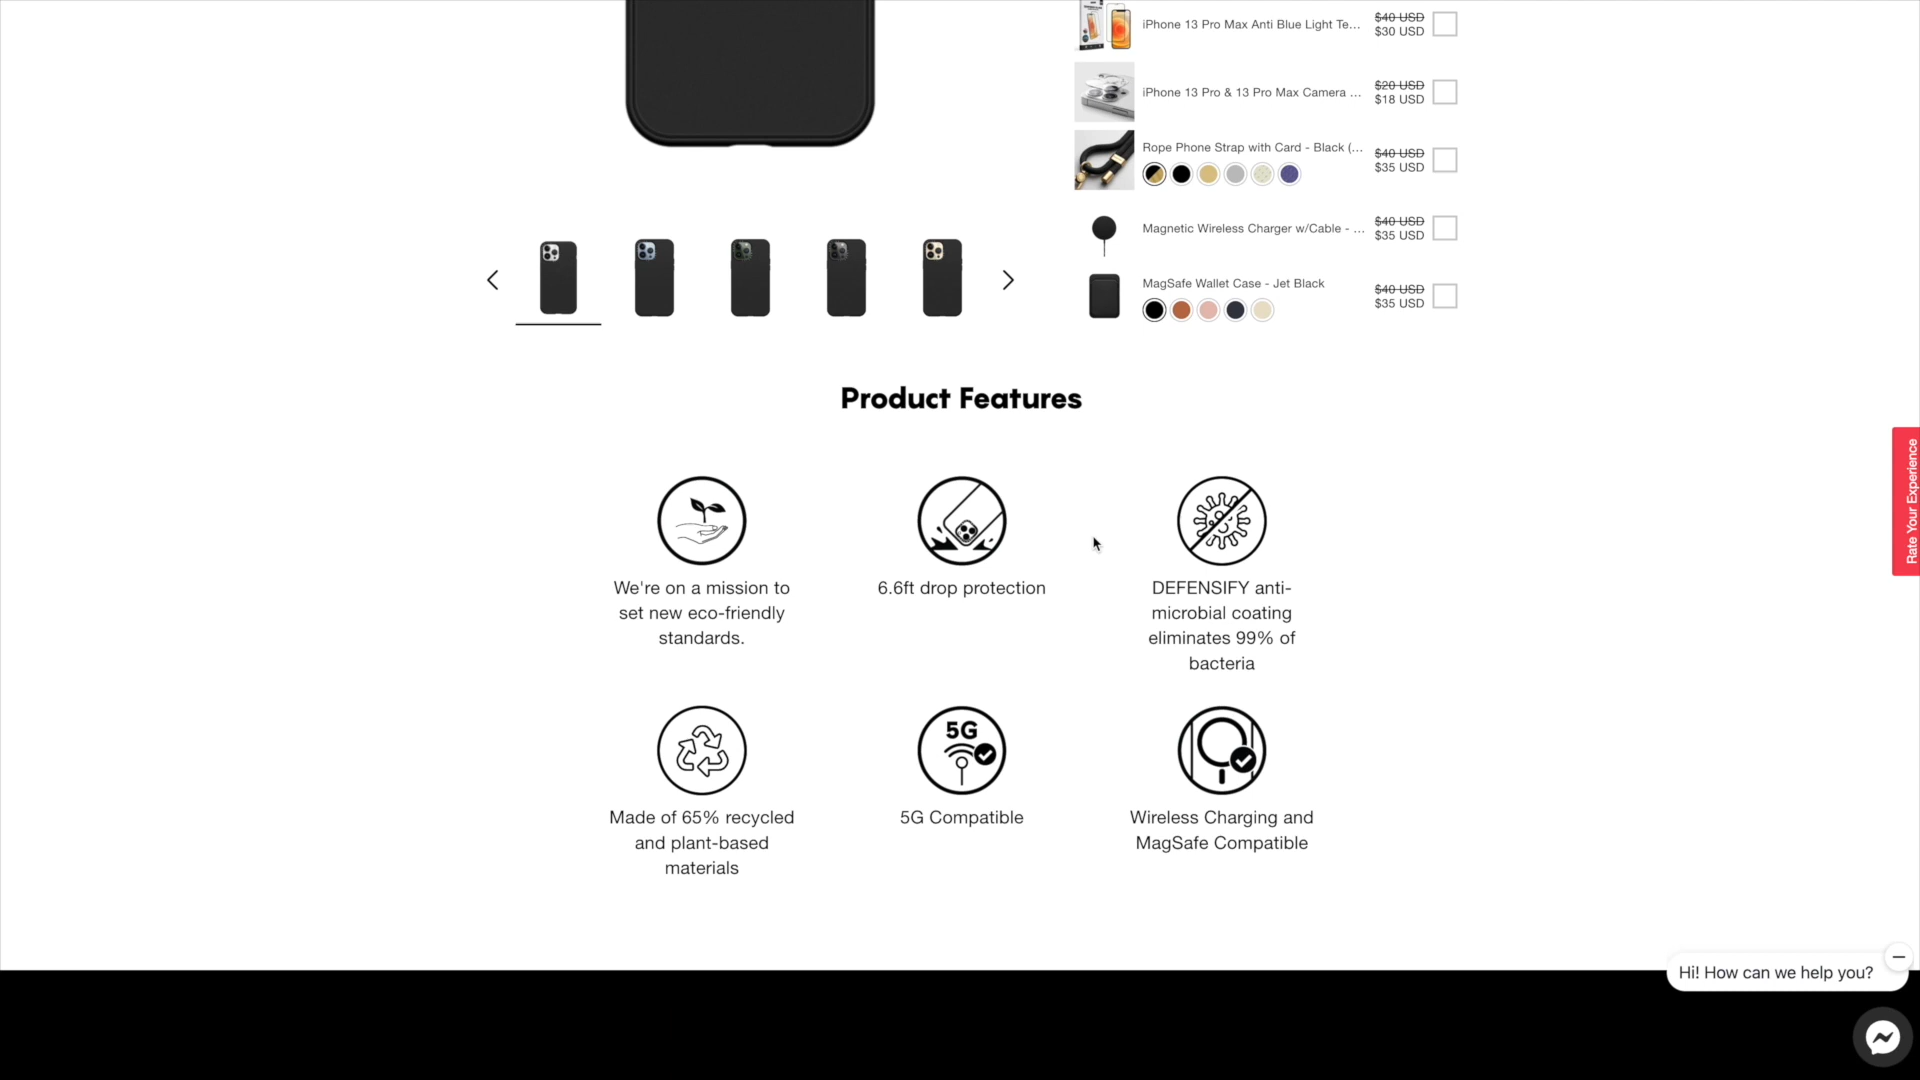 iPhone 13 Pro Max Anti Blue Light Te...
$40 USD
$30 USD
iPhone 13 Pro & 13 Pro Max Camera ...
$20 USD
$18 USD
Rope Phone Strap with Card - Black (...
$40 USD
$35 USD
Magnetic Wireless Charger w/Cable - ...
$40 USD
$35 USD
MagSafe Wallet Case - Jet Black
$40 USD
$35 USD
Product Features
We're on a mission to
set new eco-friendly
standards.
6.6ft drop protection
DEFENSIFY anti-
microbial coating
eliminates 99% of
bacteria
Made of 65% recycled
and plant-based
materials
5G
5G Compatible
Wireless Charging and
MagSafe Compatible
Rate Your Experience
Hi! How can we help you?